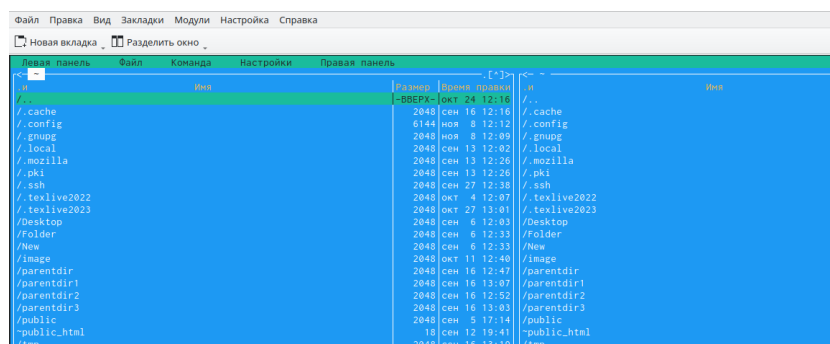 Файл Правка Вид Закладки Модули Настройка Справка
Новая вкладка Разделить окно
Левая панель Файл Команда Настройки Правая панель
<— ~ .[^]> <— ~
.и Имя Размер Время правки .и Имя
/.. -ВВЕРХ- окт 24 12:16 /..
/.cache 2048 сен 16 12:16 /.cache
/.config 6144 ноя 8 12:12 /.config
/.gnupg 2048 ноя 8 12:09 /.gnupg
/.local 2048 сен 13 12:02 /.local
/.mozilla 2048 сен 13 12:26 /.mozilla
/.pki 2048 сен 13 12:26 /.pki
/.ssh 2048 сен 27 12:38 /.ssh
/.texlive2022 2048 окт 4 12:07 /.texlive2022
/.texlive2023 2048 окт 27 13:01 /.texlive2023
/Desktop 2048 сен 6 12:03 /Desktop
/Folder 2048 сен 6 12:33 /Folder
/New 2048 сен 6 12:33 /New
/image 2048 окт 11 12:40 /image
/parentdir 2048 сен 16 12:47 /parentdir
/parentdir1 2048 сен 16 13:07 /parentdir1
/parentdir2 2048 сен 16 12:52 /parentdir2
/parentdir3 2048 сен 16 13:03 /parentdir3
/public 2048 сен 5 17:14 /public
~public_html 18 сен 12 19:41 ~public_html
/tmp 2048 сен 16 13:19 /tmp